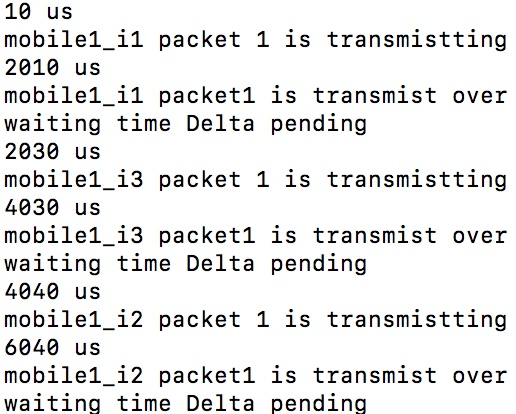 10 us
mobile1_i1 packet 1 is transmistting
2010 us
mobile1_i1 packet1 is transmist over
waiting time Delta pending
2030 us
mobile1_i3 packet 1 is transmistting
4030 us
mobile1_i3 packet1 is transmist over
waiting time Delta pending
4040 us
mobile1_i2 packet 1 is transmistting
6040 us
mobile1_i2 packet1 is transmist over
waiting time Delta pending